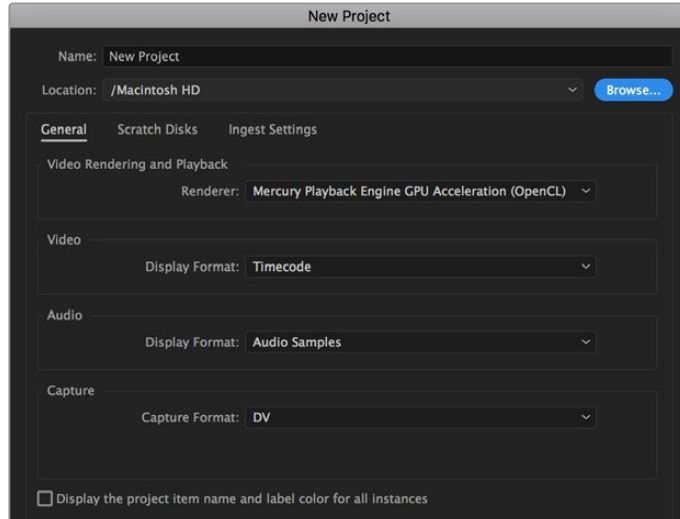 New Project
Name: New Project
Location: /Macintosh HD Browse...
General Scratch Disks Ingest Settings
Video Rendering and Playback
Renderer: Mercury Playback Engine GPU Acceleration (OpenCL)
Video
Display Format: Timecode
Audio
Display Format: Audio Samples
Capture
Capture Format: DV
Display the project item name and label color for all instances